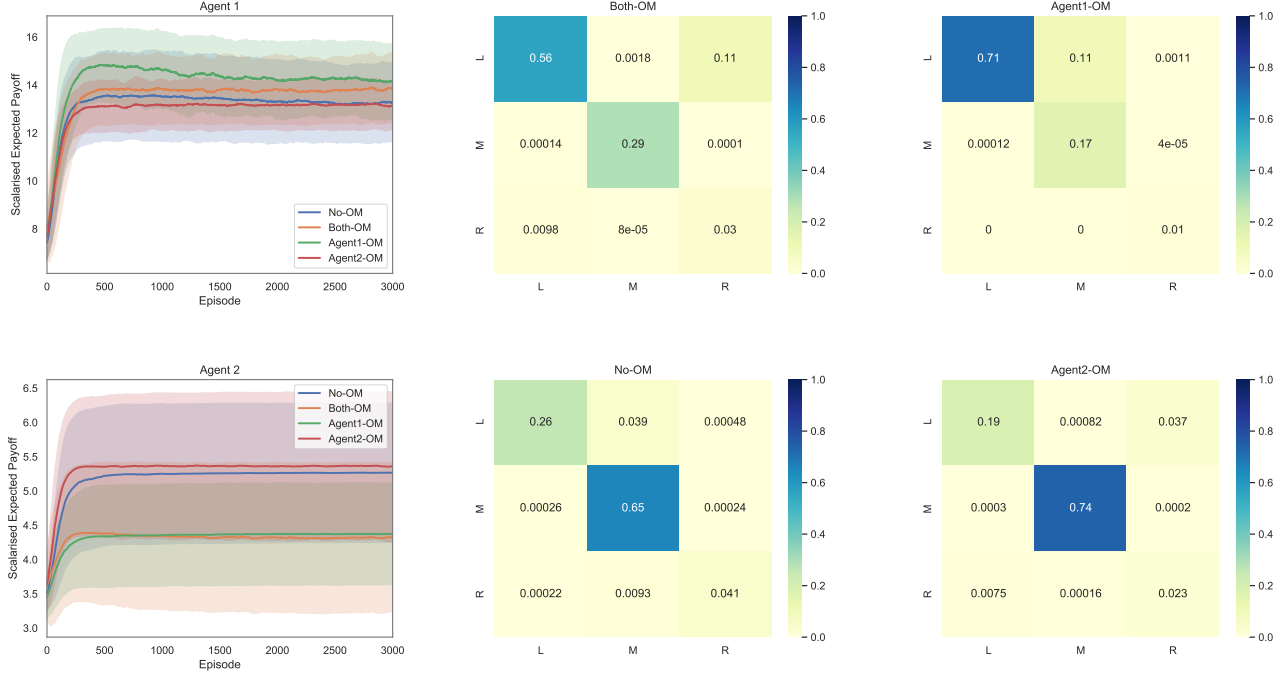 Agent 1
Scalarised Expected Payoff
16
14
12
10
8
No-OM
Both-OM
Agent1-OM
Agent2-OM
0 500 1000 1500 2000 2500 3000
Episode
Both-OM
L 0.56 0.0018 0.11
M 0.00014 0.29 0.0001
R 0.0098 8e-05 0.03
L M R
1.0
0.8
0.6
0.4
0.2
0.0
Agent1-OM
L 0.71 0.11 0.0011
M 0.00012 0.17 4e-05
R 0 0 0.01
L M R
1.0
0.8
0.6
0.4
0.2
0.0
Agent 2
Scalarised Expected Payoff
6.5
6.0
5.5
5.0
4.5
4.0
3.5
3.0
No-OM
Both-OM
Agent1-OM
Agent2-OM
0 500 1000 1500 2000 2500 3000
Episode
No-OM
L 0.26 0.039 0.00048
M 0.00026 0.65 0.00024
R 0.00022 0.0093 0.041
L M R
1.0
0.8
0.6
0.4
0.2
0.0
Agent2-OM
L 0.19 0.00082 0.037
M 0.0003 0.74 0.0002
R 0.0075 0.00016 0.023
L M R
1.0
0.8
0.6
0.4
0.2
0.0